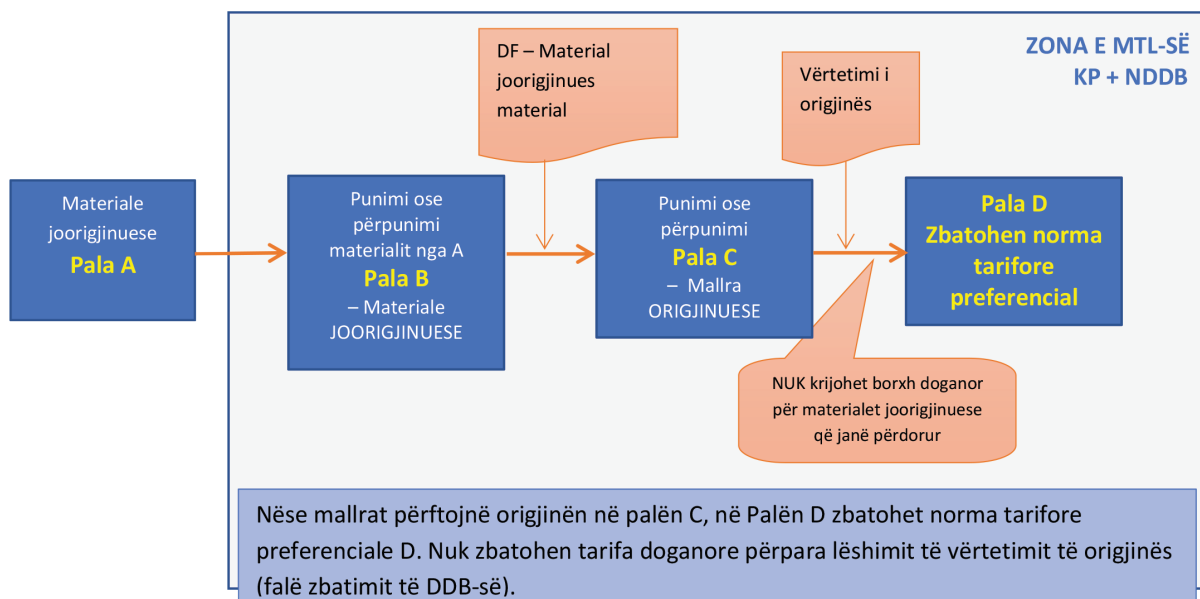 ZONA E MTL-SË
KP + NDDB
DF – Material
joorigjinues
material
Vërtetimi i
origjinës
Materiale
joorigjinuese
Pala A
Punimi ose
përpunimi
materialit nga A
Pala B
– Materiale
JOORIGJINUESE
Punimi ose
përpunimi
Pala C
– Mallra
ORIGJINUESE
Pala D
Zbatohen norma
tarifore
preferencial
NUK krijohet borxh doganor
për materialet joorigjinuese
që janë përdorur
Nëse mallrat përftojnë origjinën në palën C, në Palën D zbatohet norma tarifore
preferenciale D. Nuk zbatohen tarifa doganore përpara lëshimit të vërtetimit të origjinës
(falë zbatimit të DDB-së).